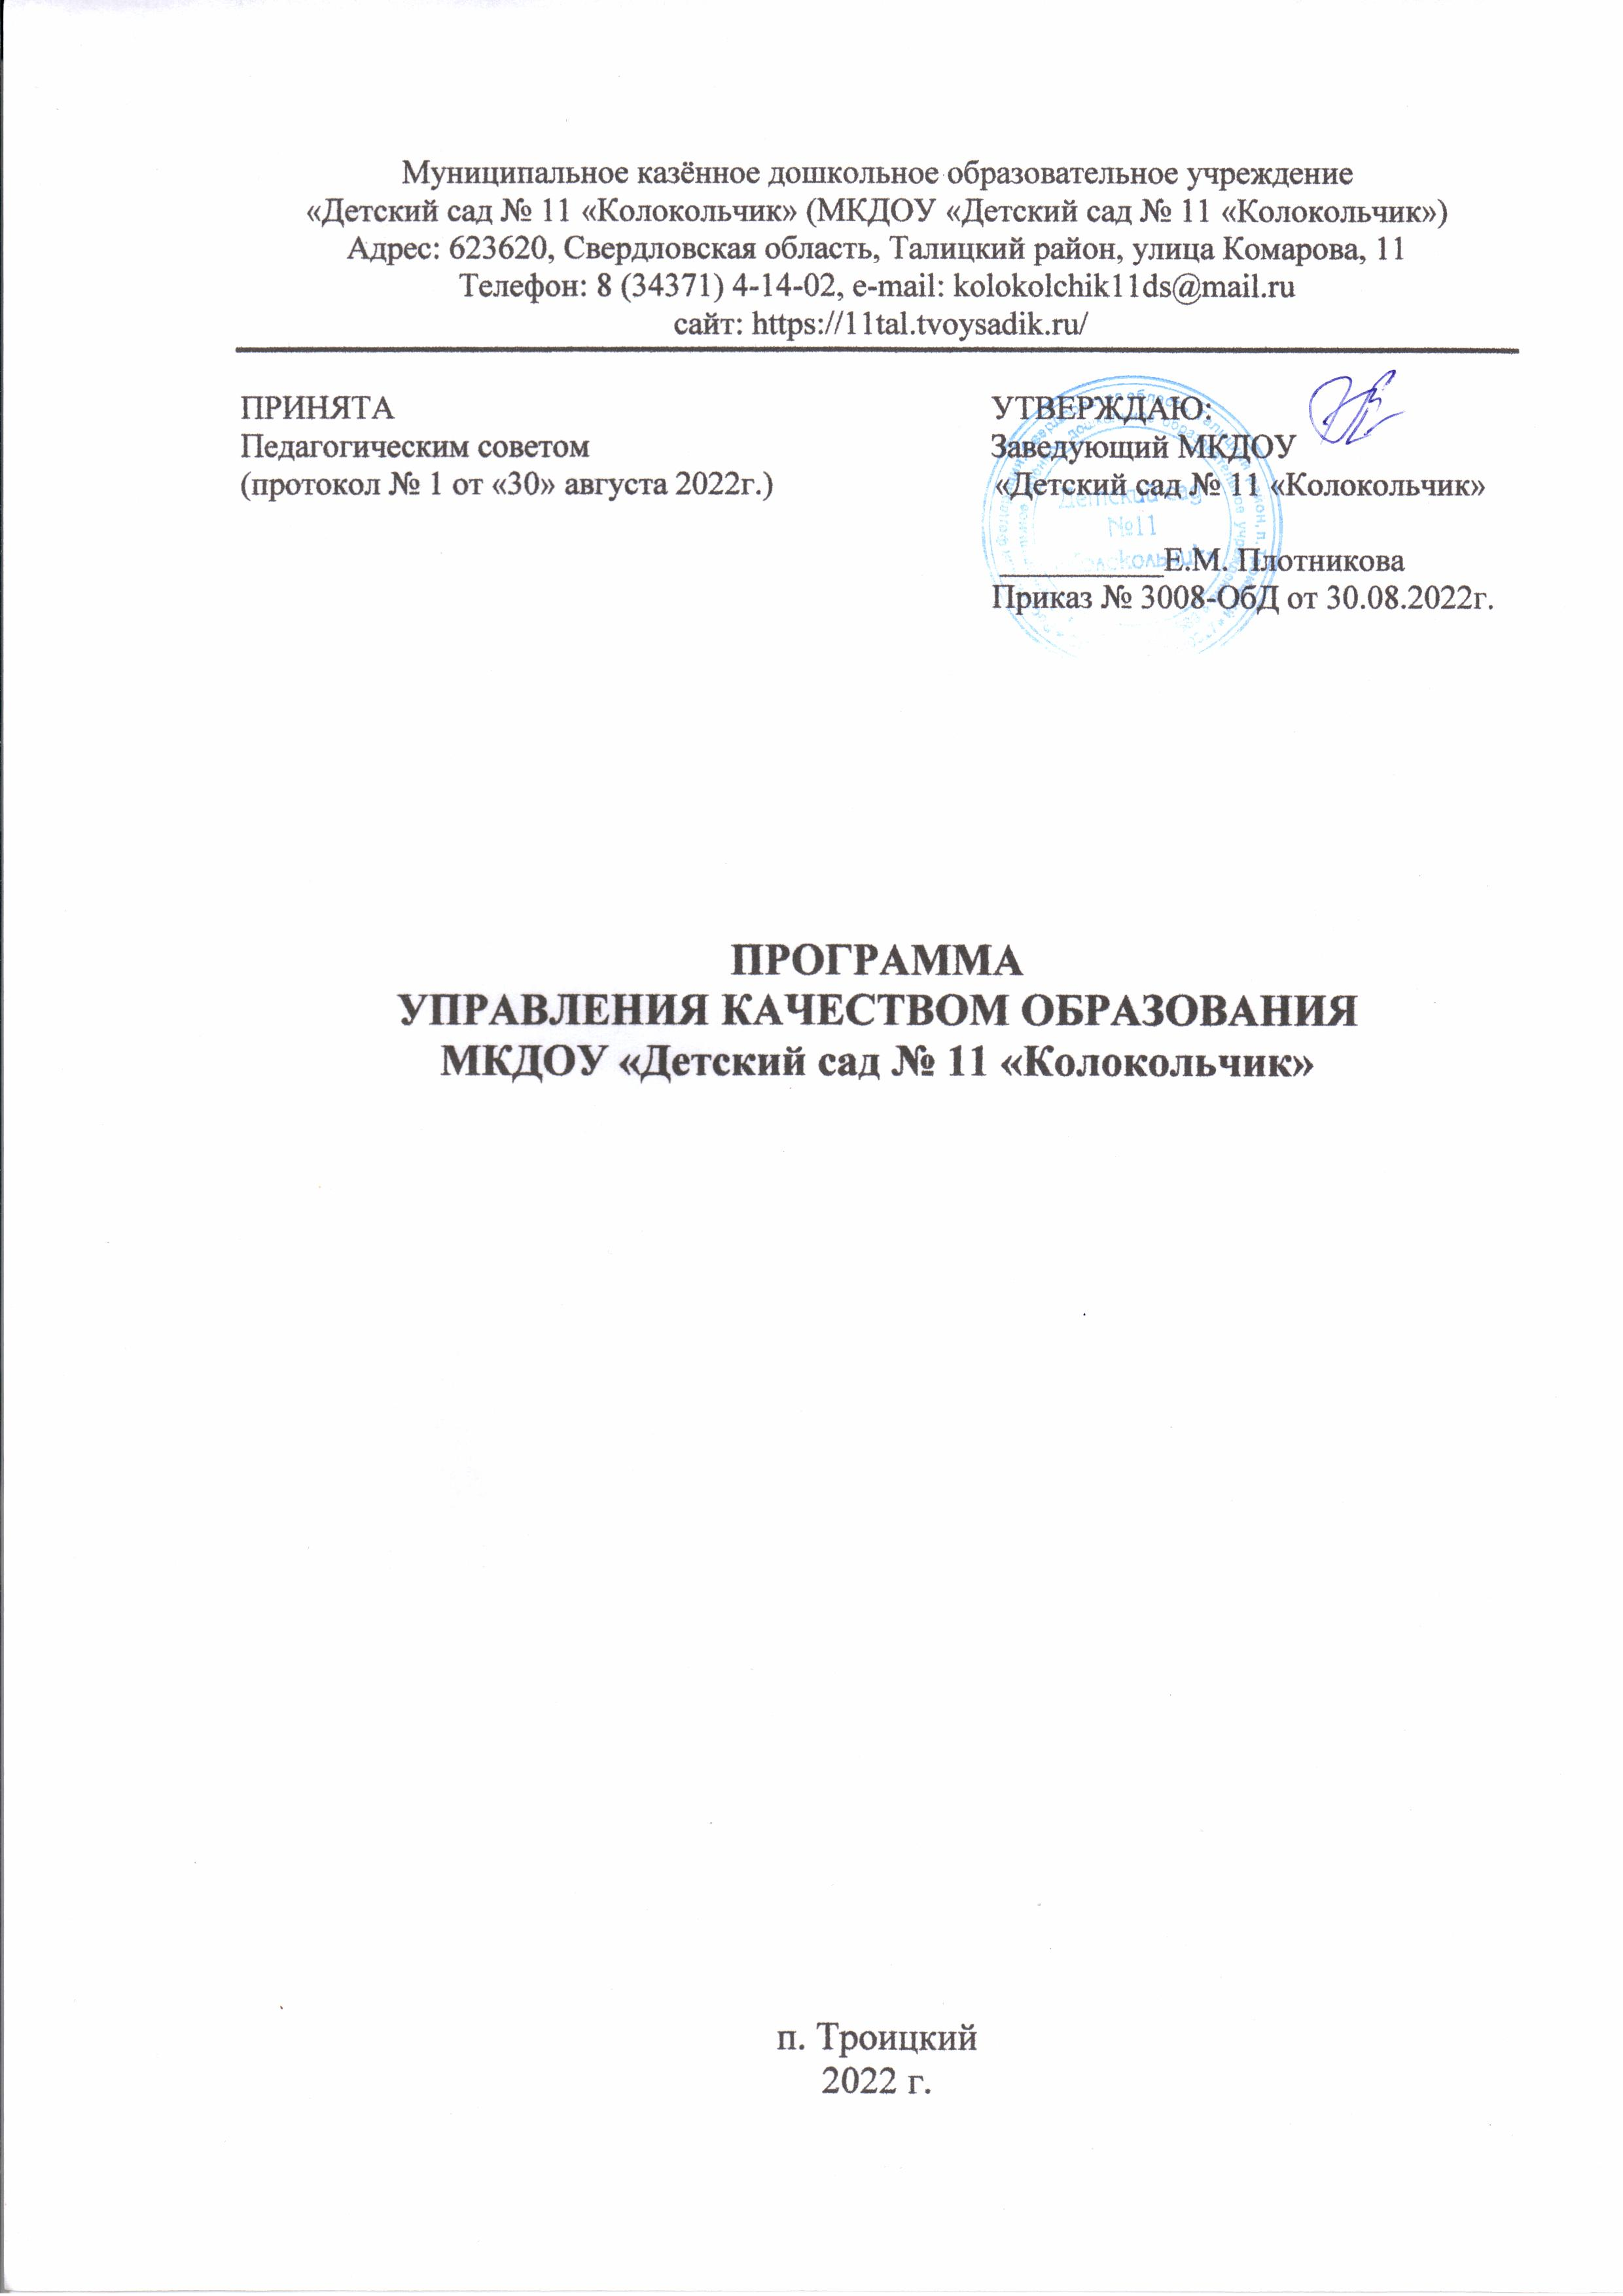 Муниципальное казённое дошкольное образовательное учреждение
«Детский сад № 11 «Колокольчик» (МКДОУ «Детский сад № 11 «Колокольчик»)
Адрес: 623620, Свердловская область, Талицкий район, улица Комарова, 11
Телефон: 8 (34371) 4-14-02, e-mail: kolokolchik11ds@mail.ru
сайт: https://11tal.tvoysadik.ru/
ПРИНЯТА
Педагогическим советом
(протокол № 1 от «30» августа 2022г.)
УТВЕРЖДАЮ:
Заведующий МКДОУ
«Детский сад № 11 «Колокольчик»
____________Е.М. Плотникова
Приказ № 3008-ОбД от 30.08.2022г.
Детский сад
№11
ПРОГРАММА
УПРАВЛЕНИЯ КАЧЕСТВОМ ОБРАЗОВАНИЯ
МКДОУ «Детский сад № 11 «Колокольчик»
п. Троицкий
2022 г.